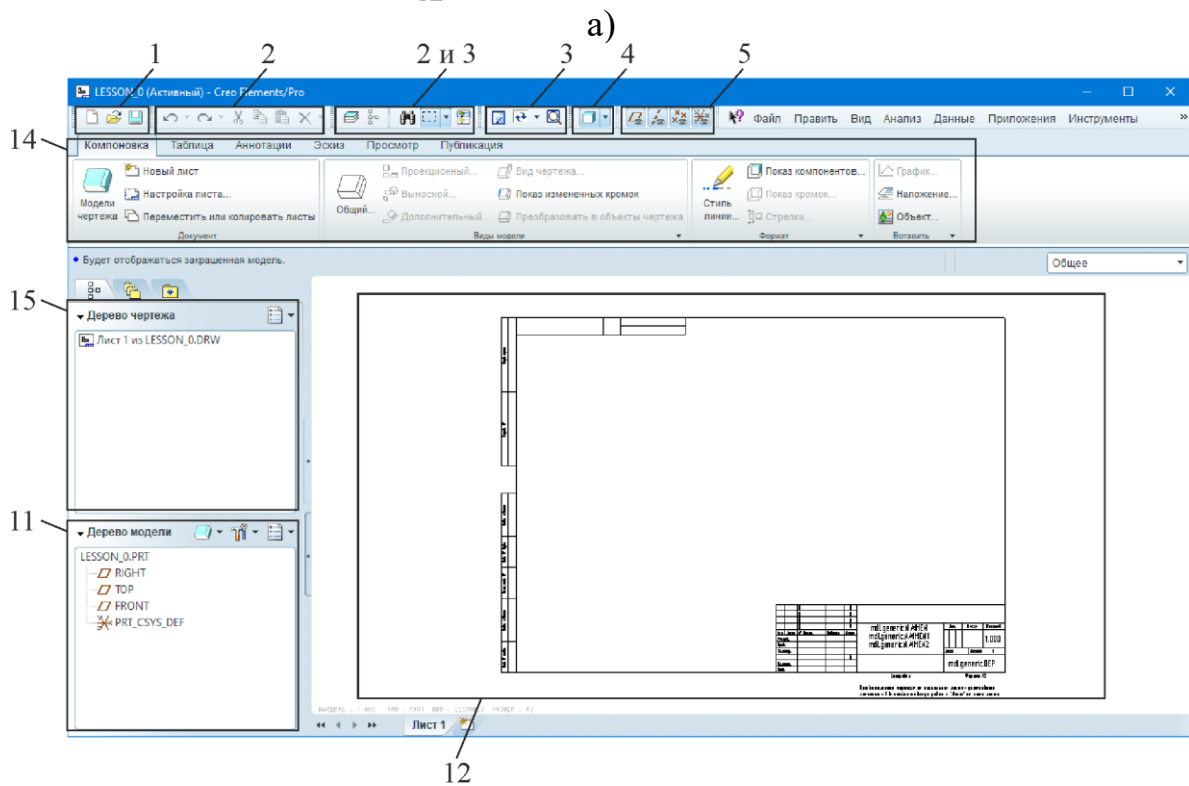 а)
1 2 2 и 3 3 4 5
LESSON_0 (Активный) - Creo Elements/Pro
Файл Править Вид Анализ Данные Приложения Инструменты »
14
Компоновка Таблица Аннотации Эскиз Просмотр Публикация
Модели чертежа
Новый лист
Настройка листа...
Переместить или копировать листы
Документ
Общий...
Проекционный...
Выносной...
Дополнительный...
Вид чертежа...
Показ измененных кромок
Преобразовать в объекты чертежа
Виды модели
Стиль линии...
Показ компонентов...
Показ кромок...
Стрелки...
Формат
График...
Наложение...
Объект...
Вставить
Будет отображаться закрашенная модель.
Общее
15
Дерево чертежа
Лист 1 из LESSON_0.DRW
11
Дерево модели
LESSON_0.PRT
RIGHT
TOP
FRONT
PRT_CSYS_DEF
1.000
Лист 1
12